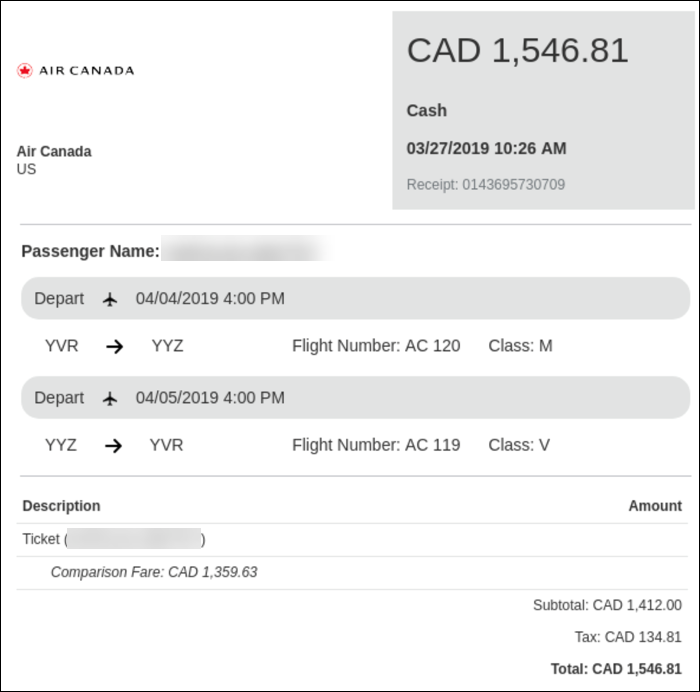 AIR CANADA
CAD 1,546.81
Cash
03/27/2019 10:26 AM
Receipt: 0143695730709
Air Canada
US
Passenger Name:
Depart 04/04/2019 4:00 PM
YVR → YYZ Flight Number: AC 120 Class: M
Depart 04/05/2019 4:00 PM
YYZ → YVR Flight Number: AC 119 Class: V
Description Amount
Ticket ( )
Comparison Fare: CAD 1,359.63
Subtotal: CAD 1,412.00
Tax: CAD 134.81
Total: CAD 1,546.81